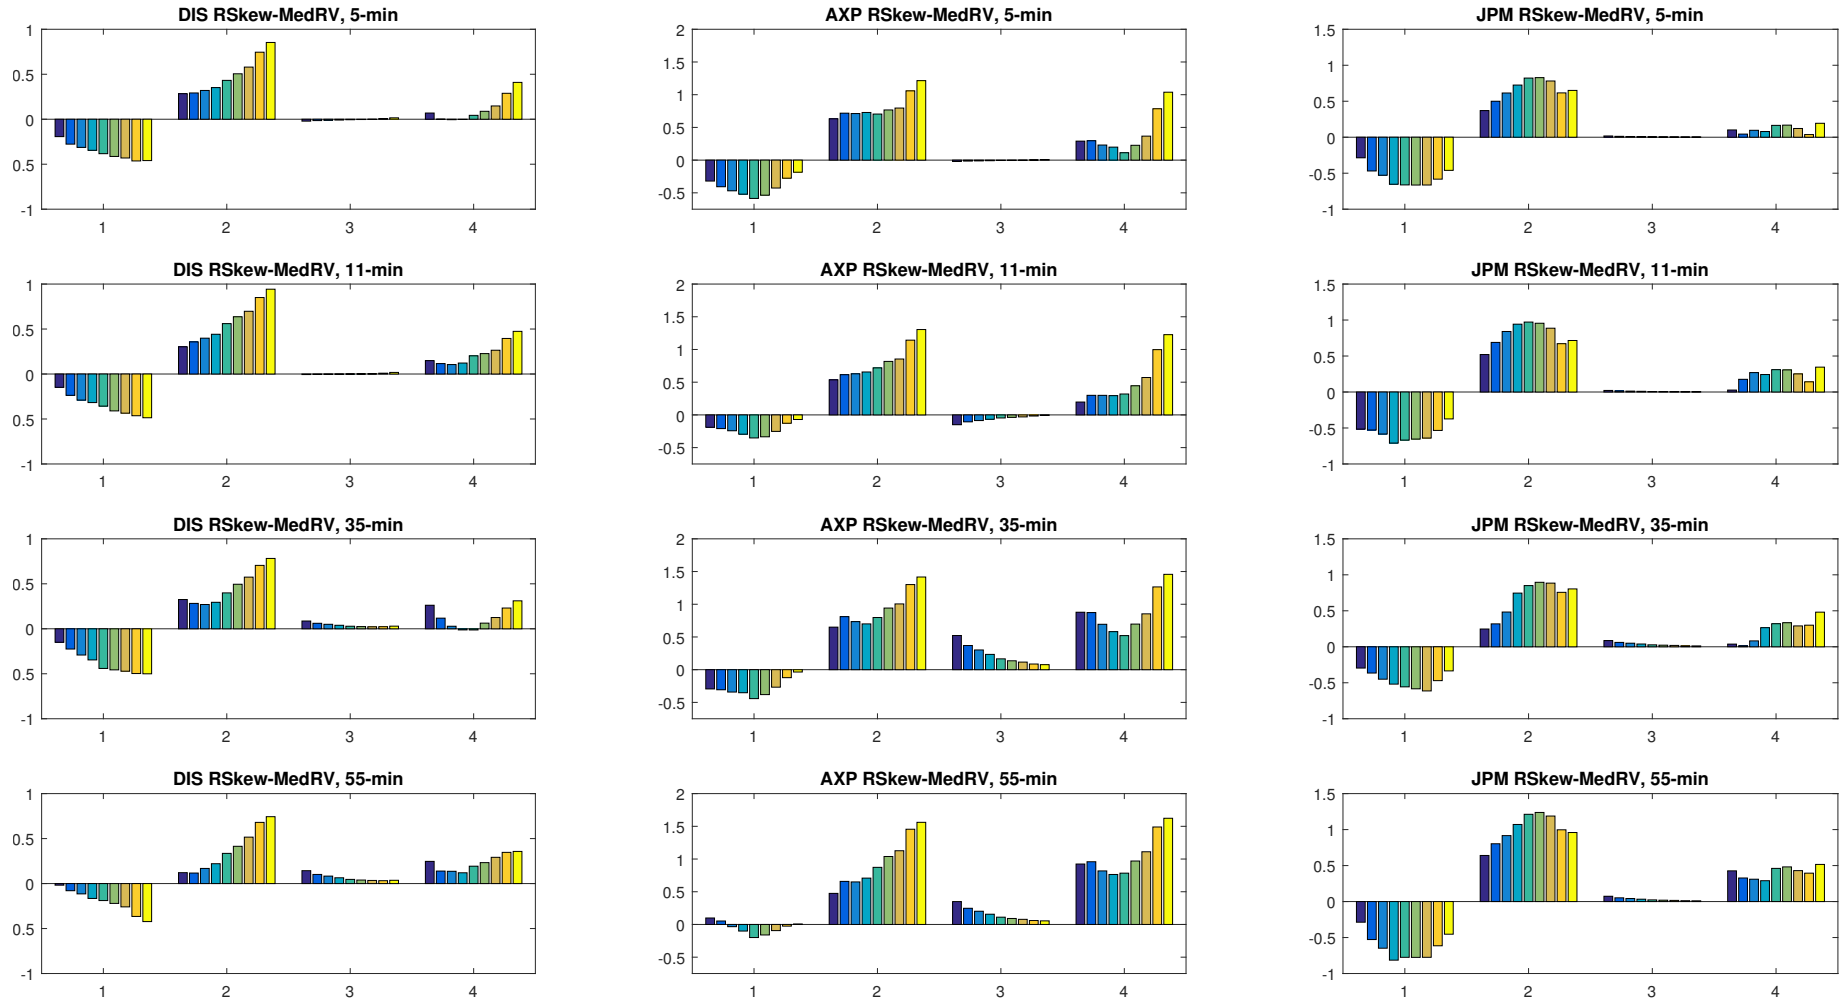 DIS RSkew-MedRV, 5-min
1
0.5
0
0.5
-1
1 2 3 4
AXP RSkew-MedRV, 5-min
2
1.5
1
0.5
0
-0.5
1 2 3 4
JPM RSkew-MedRV, 5-min
1.5
1
0.5
0
-0.5
-1
1 2 3 4
DIS RSkew-MedRV, 11-min
1
0.5
0
0.5
-1
1 2 3 4
AXP RSkew-MedRV, 11-min
2
1.5
1
0.5
0
-0.5
1 2 3 4
JPM RSkew-MedRV, 11-min
1.5
1
0.5
0
-0.5
-1
1 2 3 4
DIS RSkew-MedRV, 35-min
1
0.5
0
0.5
-1
1 2 3 4
AXP RSkew-MedRV, 35-min
2
1.5
1
0.5
0
-0.5
1 2 3 4
JPM RSkew-MedRV, 35-min
1.5
1
0.5
0
-0.5
-1
1 2 3 4
DIS RSkew-MedRV, 55-min
1
0.5
0
0.5
-1
1 2 3 4
AXP RSkew-MedRV, 55-min
2
1.5
1
0.5
0
-0.5
1 2 3 4
JPM RSkew-MedRV, 55-min
1.5
1
0.5
0
-0.5
-1
1 2 3 4